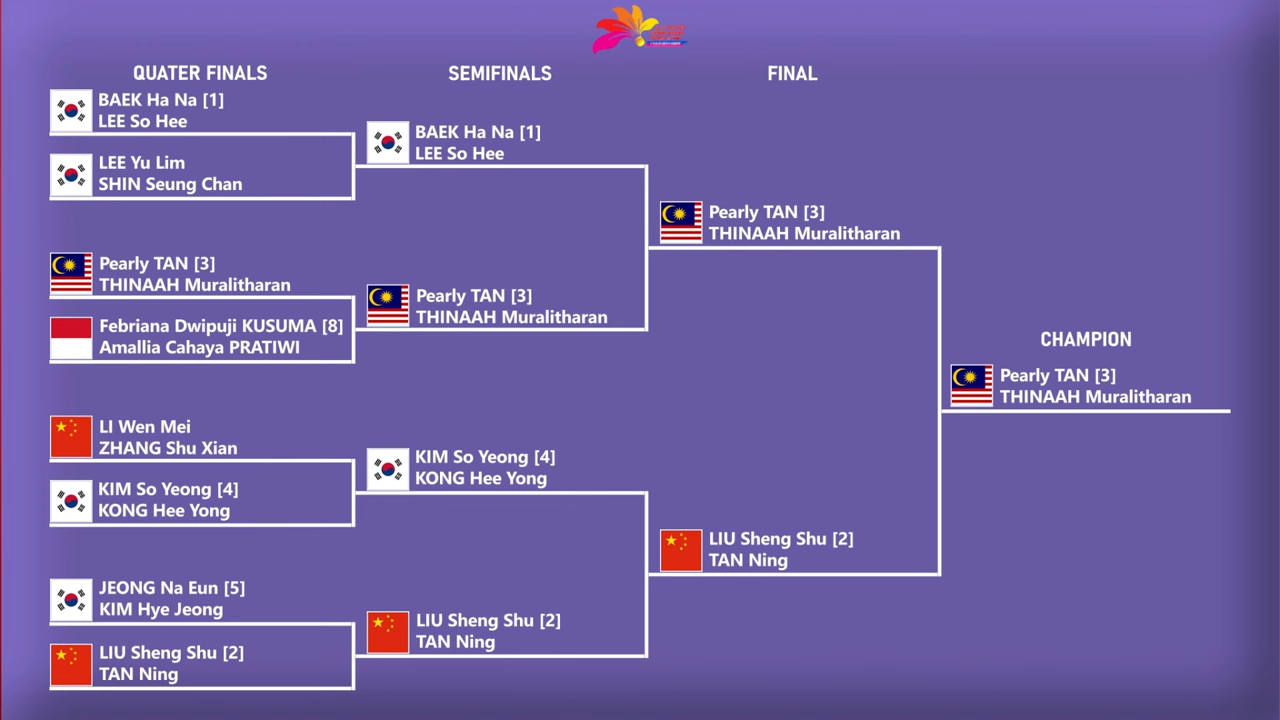 QUATER FINALS
SEMIFINALS
FINAL
BAEK Ha Na [1]
LEE So Hee
LEE Yu Lim
SHIN Seung Chan
Pearly TAN [3]
THINAAH Muralitharan
Febriana Dwipuji KUSUMA [8]
Amallia Cahaya PRATIWI
LI Wen Mei
ZHANG Shu Xian
KIM So Yeong [4]
KONG Hee Yong
JEONG Na Eun [5]
KIM Hye Jeong
LIU Sheng Shu [2]
TAN Ning
BAEK Ha Na [1]
LEE So Hee
Pearly TAN [3]
THINAAH Muralitharan
KIM So Yeong [4]
KONG Hee Yong
LIU Sheng Shu [2]
TAN Ning
Pearly TAN [3]
THINAAH Muralitharan
LIU Sheng Shu [2]
TAN Ning
CHAMPION
Pearly TAN [3]
THINAAH Muralitharan